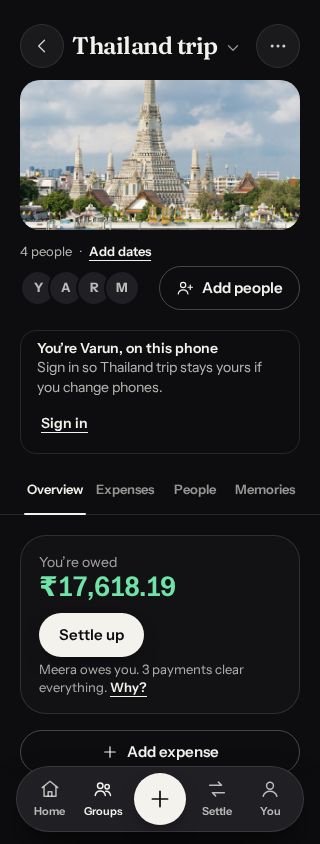 Thailand trip
4 people · Add dates
Y A R M
Add people
You're Varun, on this phone
Sign in so Thailand trip stays yours if
you change phones.
Sign in
Overview Expenses People Memories
You're owed
₹17,618.19
Settle up
Meera owes you. 3 payments clear
everything. Why?
Add expense
Home Groups Settle You